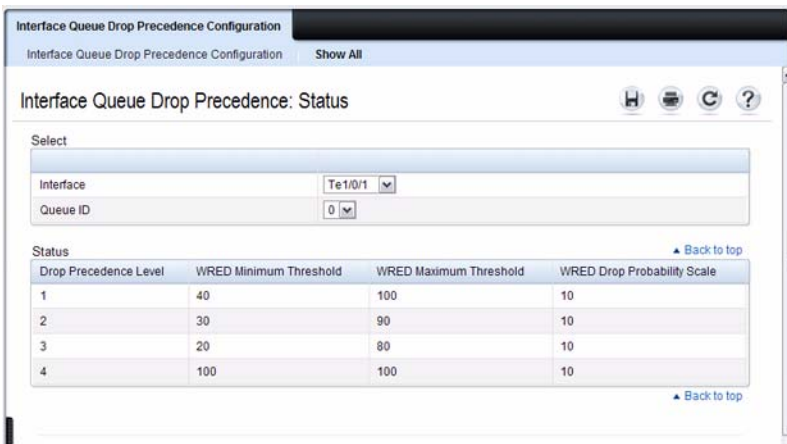 Interface Queue Drop Precedence Configuration
Interface Queue Drop Precedence Configuration Show All
Interface Queue Drop Precedence: Status
Select
Interface Te1/0/1
Queue ID 0
Status Back to top
Drop Precedence Level WRED Minimum Threshold WRED Maximum Threshold WRED Drop Probability Scale
1 40 100 10
2 30 90 10
3 20 80 10
4 100 100 10
Back to top